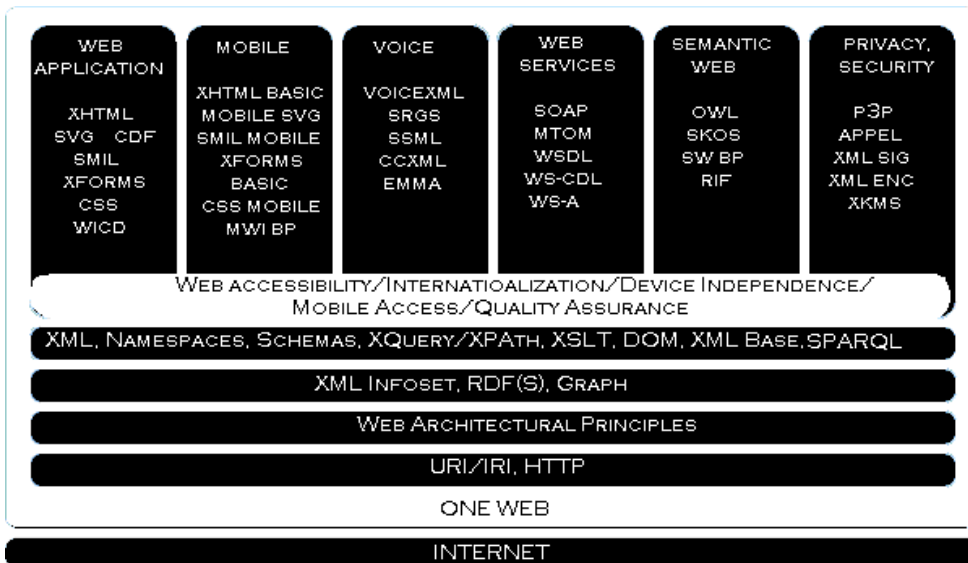 WEB
APPLICATION
XHTML
SVG CDF
SMIL
XFORMS
CSS
WICD
MOBILE
XHTML BASIC
MOBILE SVG
SMIL MOBILE
XFORMS
BASIC
CSS MOBILE
MWI BP
VOICE
VOICEXML
SRGS
SSML
CCXML
EMMA
WEB
SERVICES
SOAP
MTOM
WSDL
WS-CDL
WS-A
SEMANTIC
WEB
OWL
SKOS
SW BP
RIF
PRIVACY,
SECURITY
P3P
APPEL
XML SIG
XML ENC
XKMS
WEB ACCESSIBILITY/INTERNATIOALIZATION/DEVICE INDEPENDENCE/
MOBILE ACCESS/QUALITY ASSURANCE
XML, NAMESPACES, SCHEMAS, XQUERY/XPATH, XSLT, DOM, XML BASE,SPARQL
XML INFOSET, RDF(S), GRAPH
WEB ARCHITECTURAL PRINCIPLES
URI/IRI, HTTP
ONE WEB
INTERNET